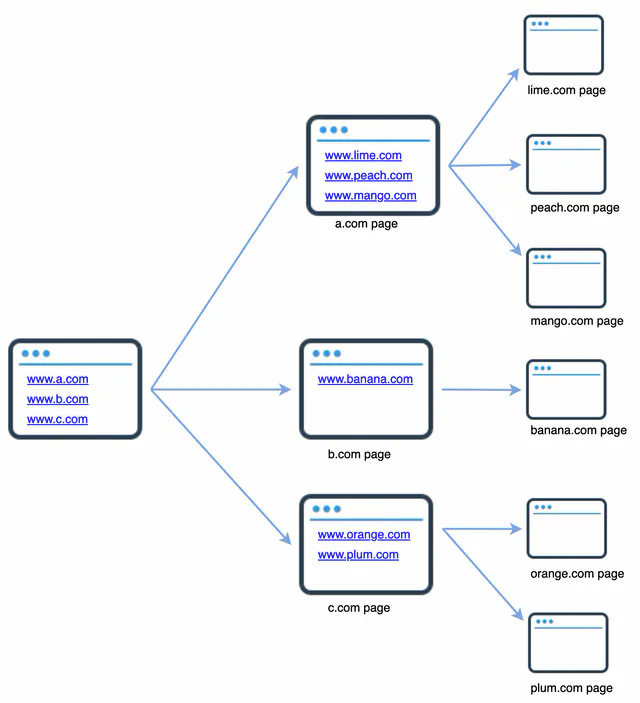 www.a.com
www.b.com
www.c.com
www.lime.com
www.peach.com
www.mango.com
a.com page
www.banana.com
b.com page
www.orange.com
www.plum.com
c.com page
lime.com page
peach.com page
mango.com page
banana.com page
orange.com page
plum.com page